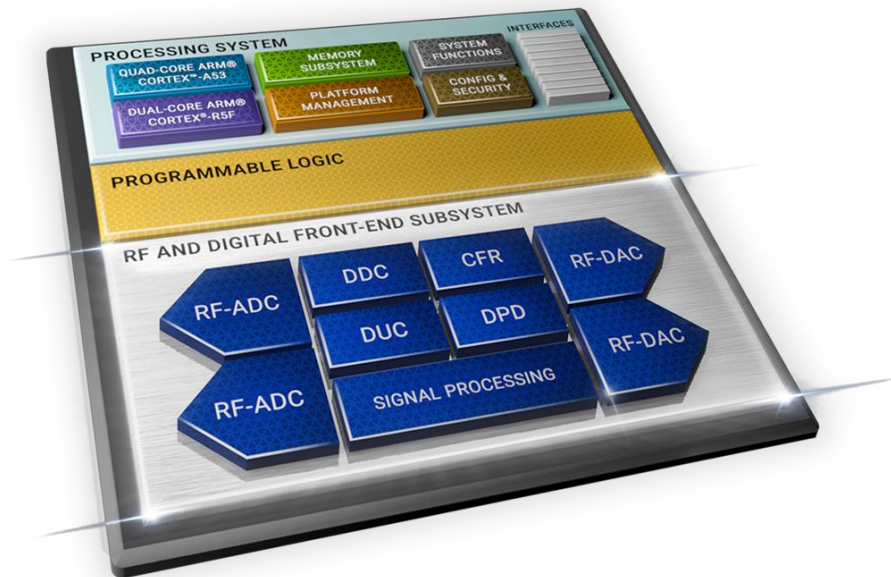 PROCESSING SYSTEM
INTERFACES
QUAD-CORE ARM®
CORTEX™-A53
MEMORY
SUBSYSTEM
SYSTEM
FUNCTIONS
DUAL-CORE ARM®
CORTEX®-R5F
PLATFORM
MANAGEMENT
CONFIG &
SECURITY
PROGRAMMABLE LOGIC
RF AND DIGITAL FRONT-END SUBSYSTEM
RF-ADC
DDC
CFR
RF-DAC
RF-ADC
DUC
DPD
RF-DAC
SIGNAL PROCESSING